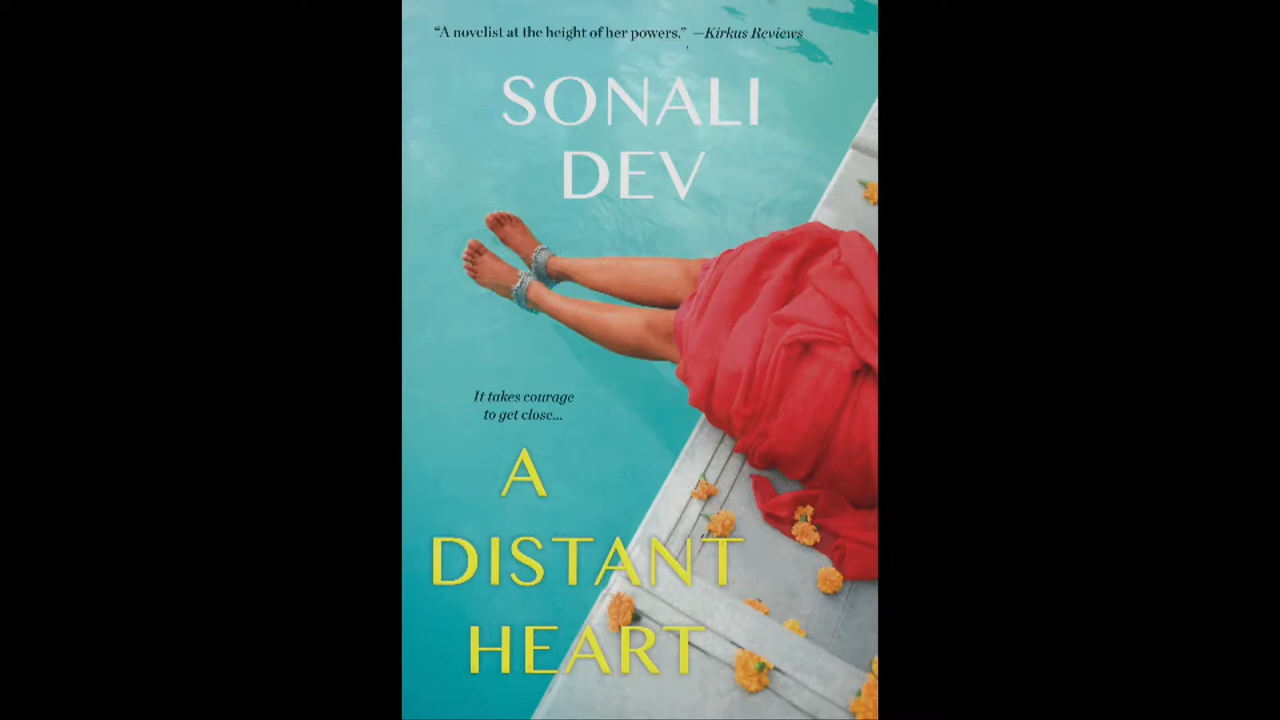 “A novelist at the height of her powers.” —Kirkus Reviews
SONALI
DEV
It takes courage
to get close...
A
DISTANT
HEART